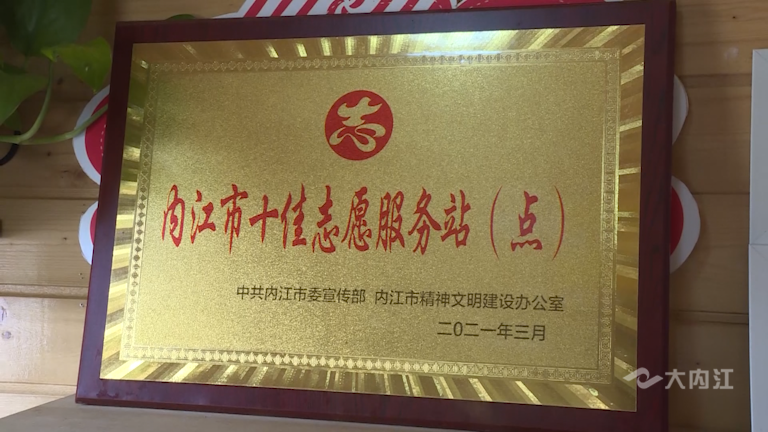 志
内江市十佳志愿服务站（点）
中共内江市委宣传部 内江市精神文明建设办公室
二〇二一年三月
大内江